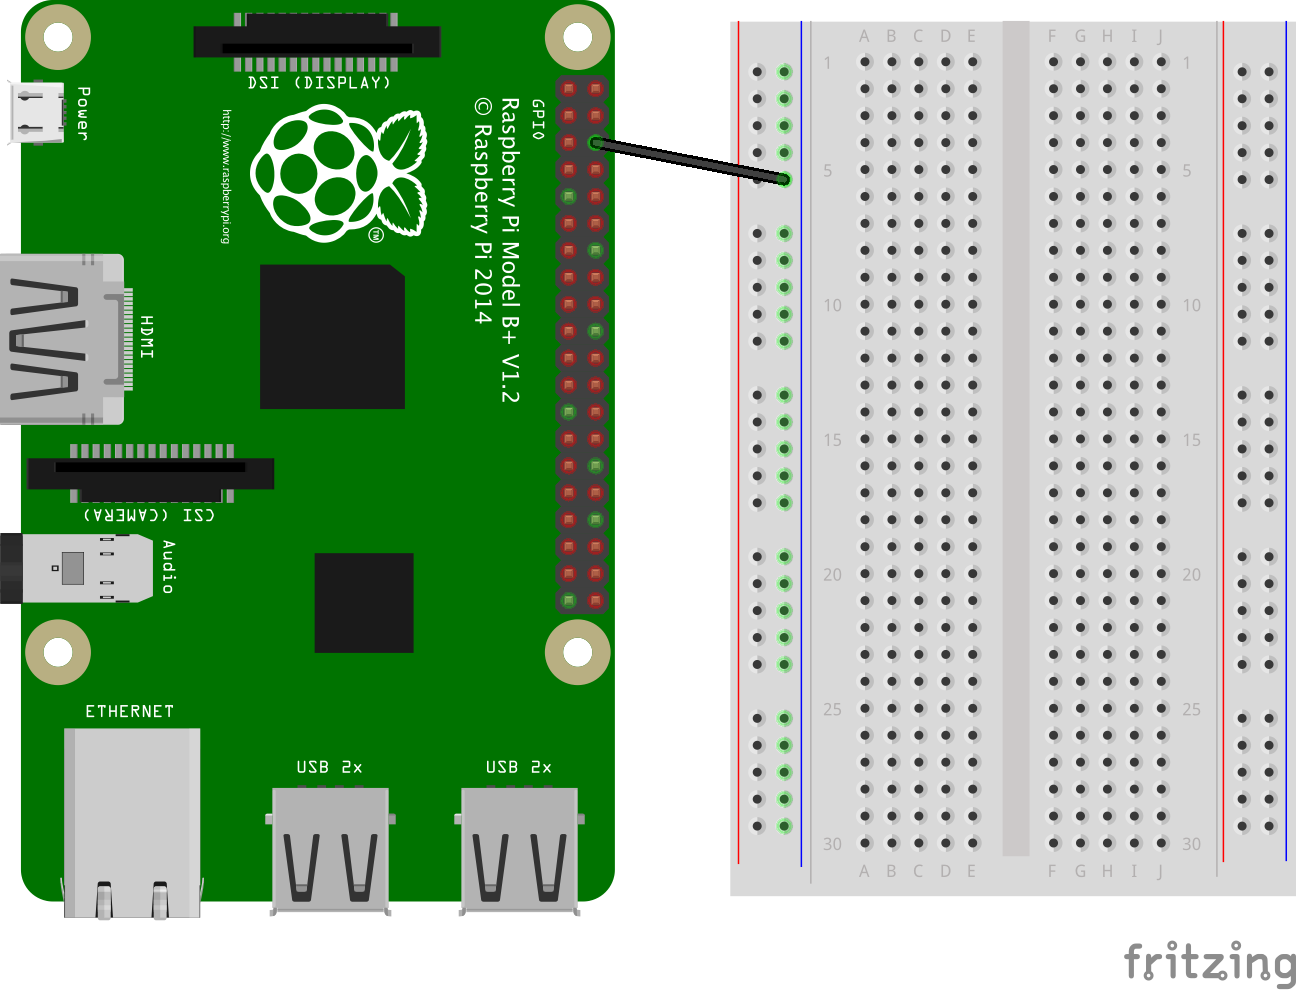 DSI (DISPLAY)
Power
http://www.raspberrypi.org
TM
GPIO
Raspberry Pi Model B+ V1.2
© Raspberry Pi 2014
HDMI
CSI (CAMERA)
Audio
ETHERNET
USB 2x
USB 2x
A B C D E F G H I J
1 1
5 5
10 10
15 15
20 20
25 25
30 30
A B C D E F G H I J
fritzing